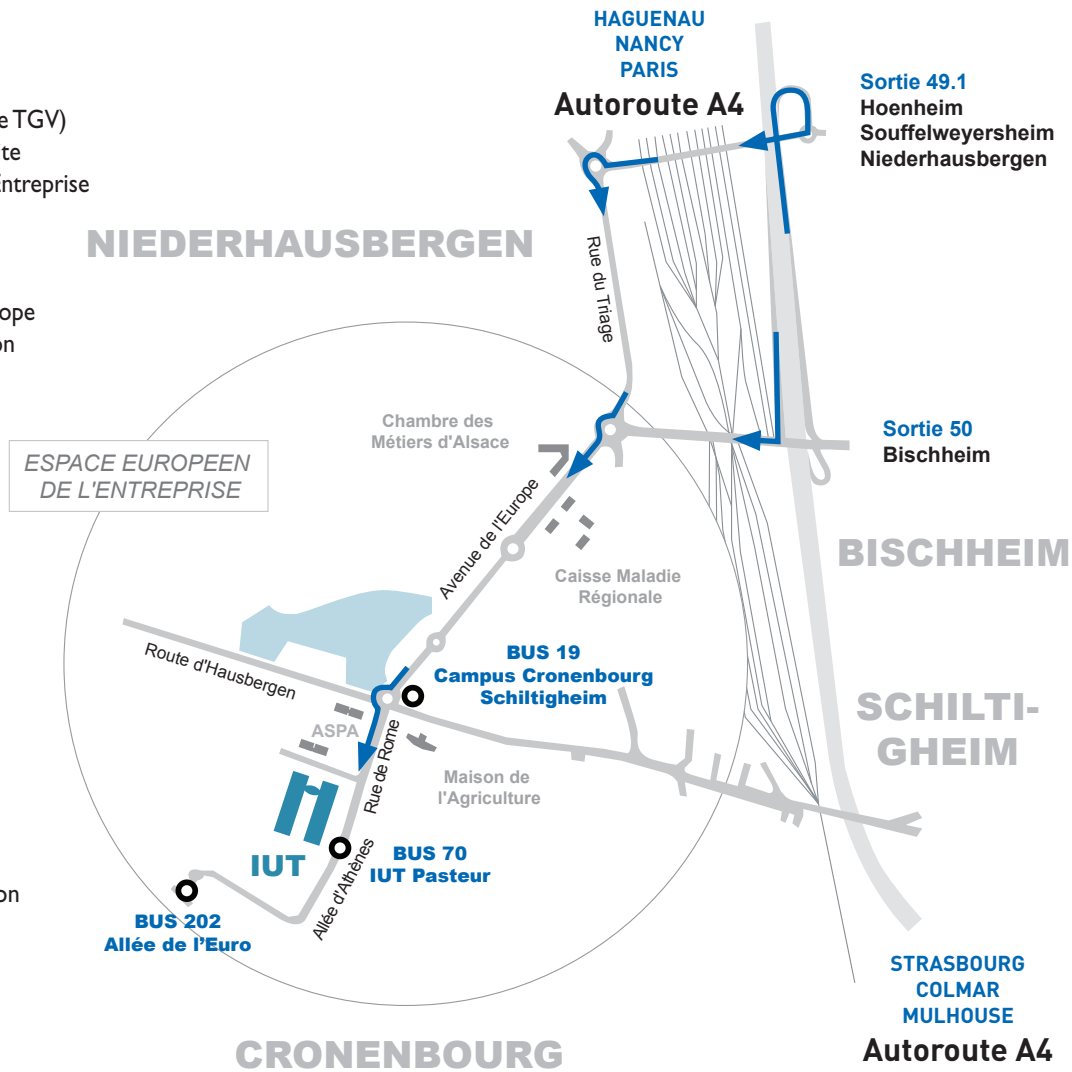 e TGV)
te
Entreprise
ope
on
on
HAGUENAU
NANCY
PARIS
Autoroute A4
Sortie 49.1
Hoenheim
Souffelweyersheim
Niederhausbergen
NIEDERHAUSBERGEN
Rue du Triage
Chambre des
Métiers d'Alsace
Sortie 50
Bischheim
ESPACE EUROPEEN
DE L'ENTREPRISE
Avenue de l'Europe
BISCHHEIM
Caisse Maladie
Régionale
Route d'Hausbergen
BUS 19
Campus Cronenbourg
Schiltigheim
SCHILTI-
GHEIM
ASPA
Rue de Rome
Maison de
l'Agriculture
IUT
BUS 70
IUT Pasteur
Allée d'Athènes
BUS 202
Allée de l'Euro
STRASBOURG
COLMAR
MULHOUSE
Autoroute A4
CRONENBOURG